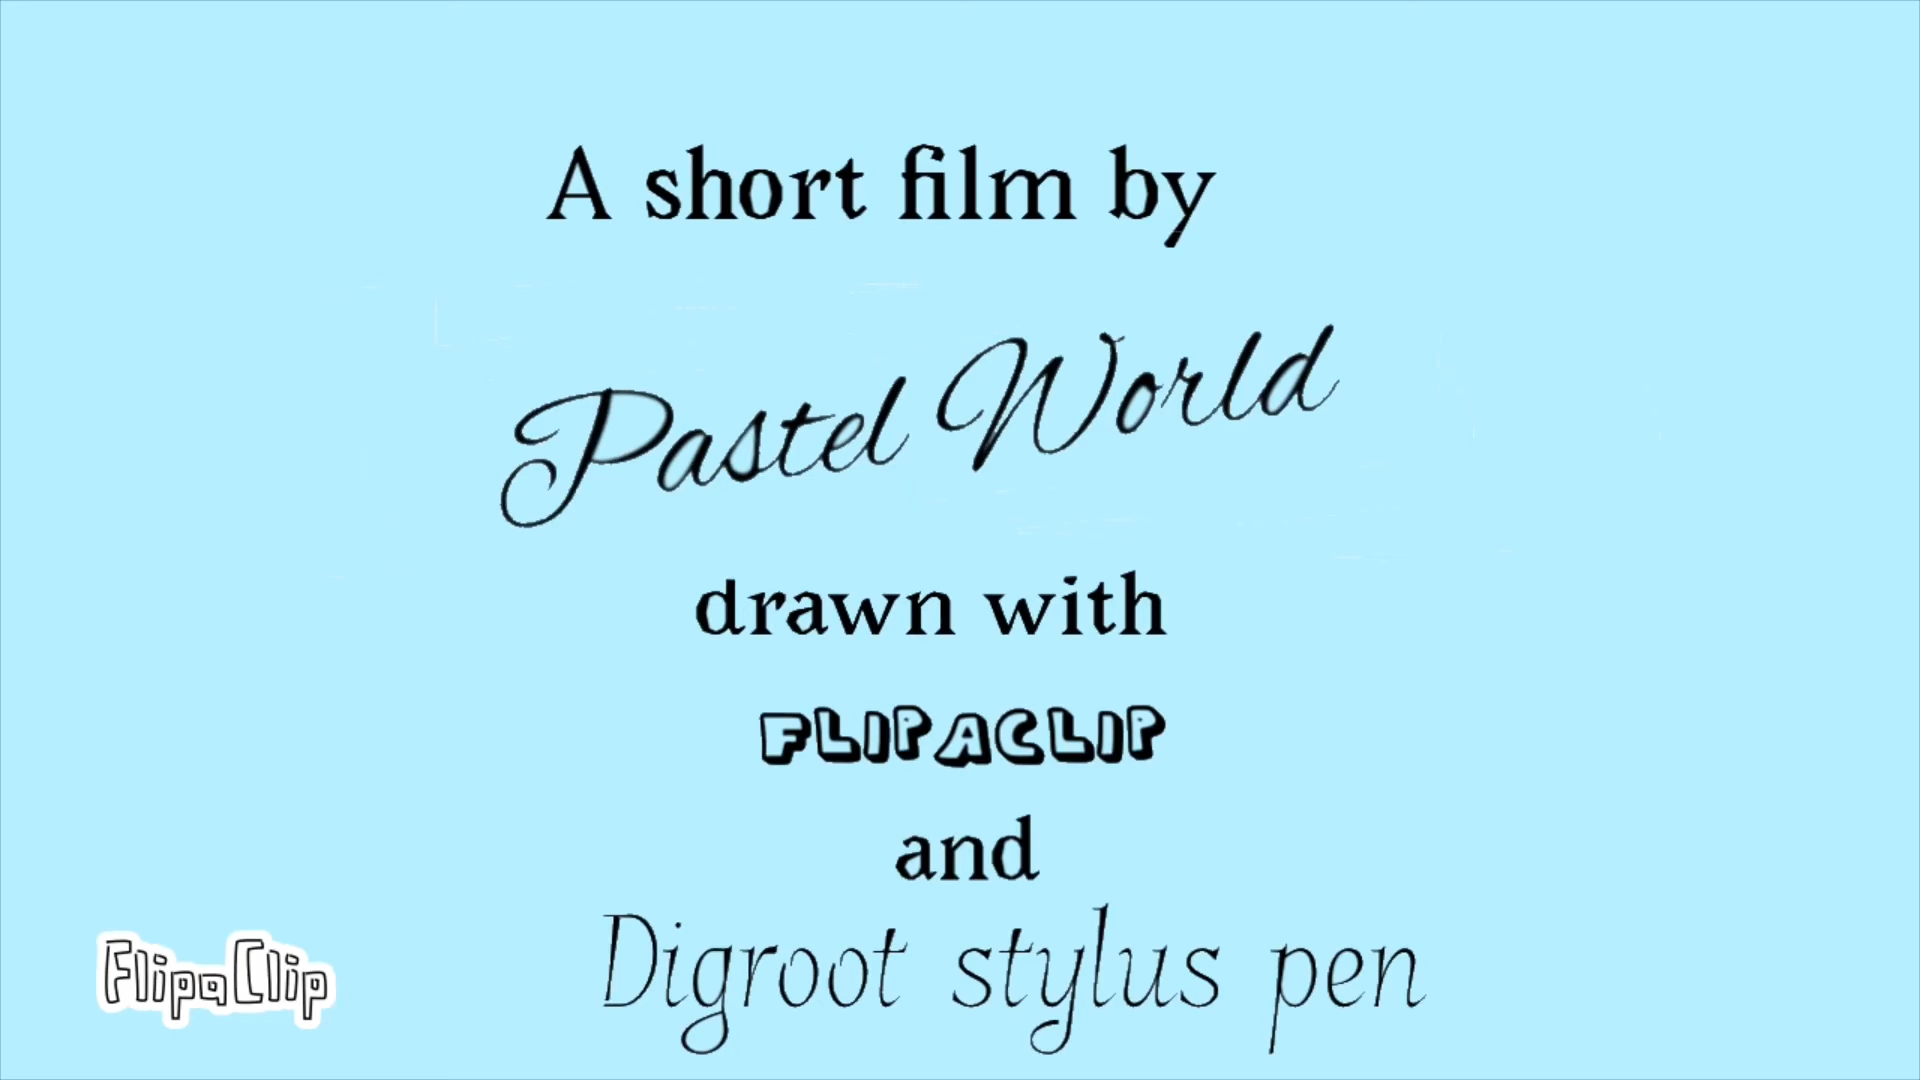 A short film by
Pastel World
drawn with
FLIPACLIP
and
Digroot stylus pen
FlipaClip